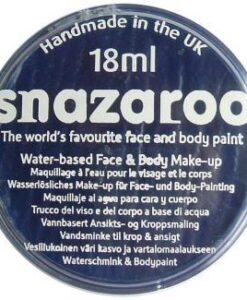 Handmade in the UK
18ml
snazaroo
The world's favourite face and body paint
Water-based Face & Body Make-up
Maquillage à l'eau pour le visage et le corps
Wasserlösliches Make-up für Face- und Body-Painting
Maquillaje al agua para cara y cuerpo
Trucco del viso e del corpo a base di acqua
Vannbasert Ansikts- og Kroppsmaling
Vandsminke til krop & ansigt
Vesiliukoinen väri kasvo ja vartalomaalaukseen
Waterschmink & Bodypaint